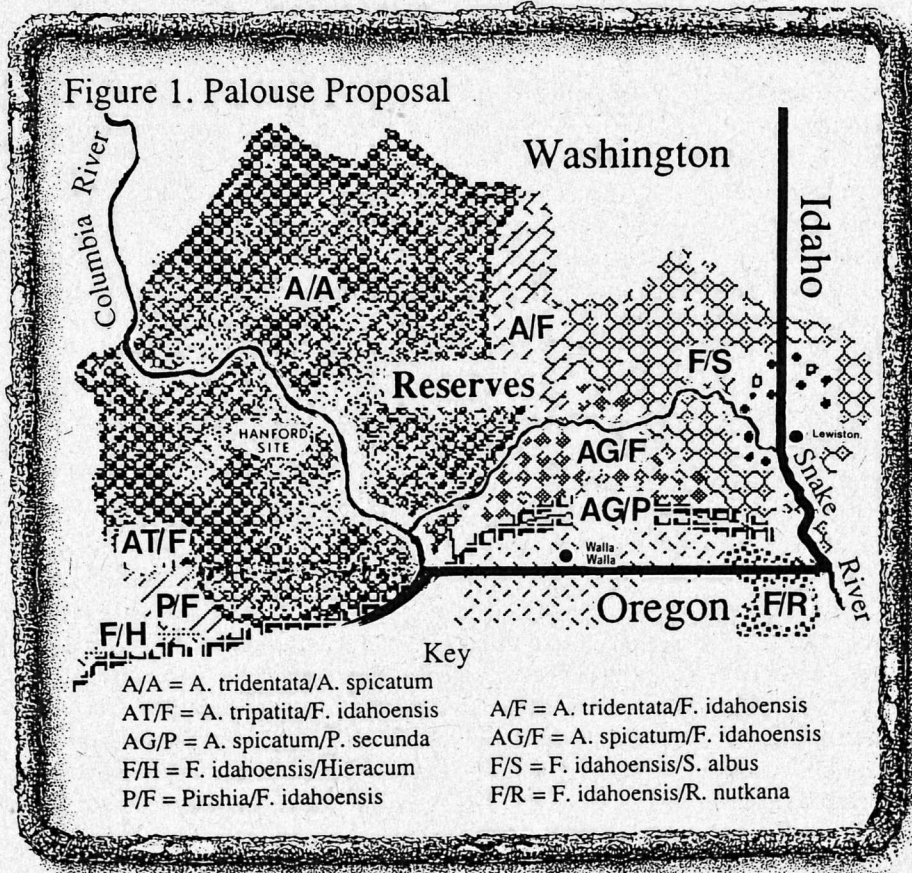 Figure 1. Palouse Proposal
Columbia River
Washington
Idaho
A/A
A/F
F/S
Reserves
HANFORD
SITE
Lewiston.
AG/F
Snake River
AG/P
AT/F
Walla
Walla
P/F
Oregon
F/R
F/H
Key
A/A = A. tridentata/A. spicatum
AT/F = A. tripatita/F. idahoensis
AG/P = A. spicatum/P. secunda
F/H = F. idahoensis/Hieracum
P/F = Pirshia/F. idahoensis
A/F = A. tridentata/F. idahoensis
AG/F = A. spicatum/F. idahoensis
F/S = F. idahoensis/S. albus
F/R = F. idahoensis/R. nutkana